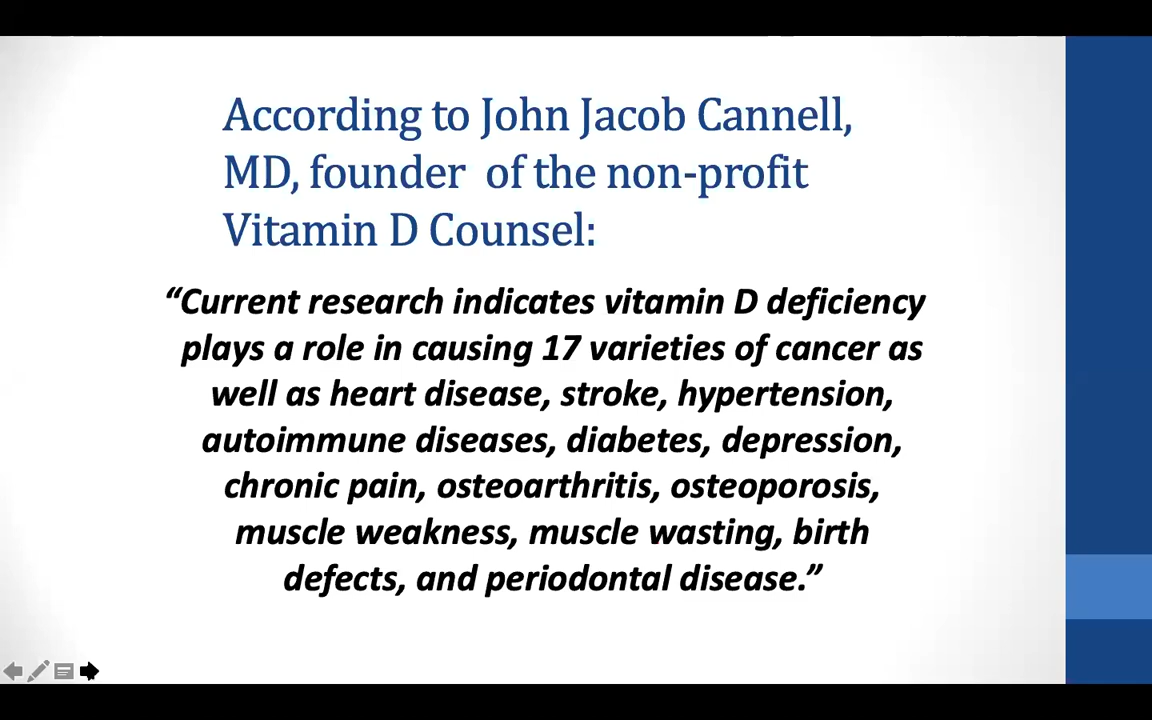 According to John Jacob Cannell,
MD, founder  of the non-profit
Vitamin D Counsel:
“Current research indicates vitamin D deficiency
plays a role in causing 17 varieties of cancer as
well as heart disease, stroke, hypertension,
autoimmune diseases, diabetes, depression,
chronic pain, osteoarthritis, osteoporosis,
muscle weakness, muscle wasting, birth
defects, and periodontal disease.”